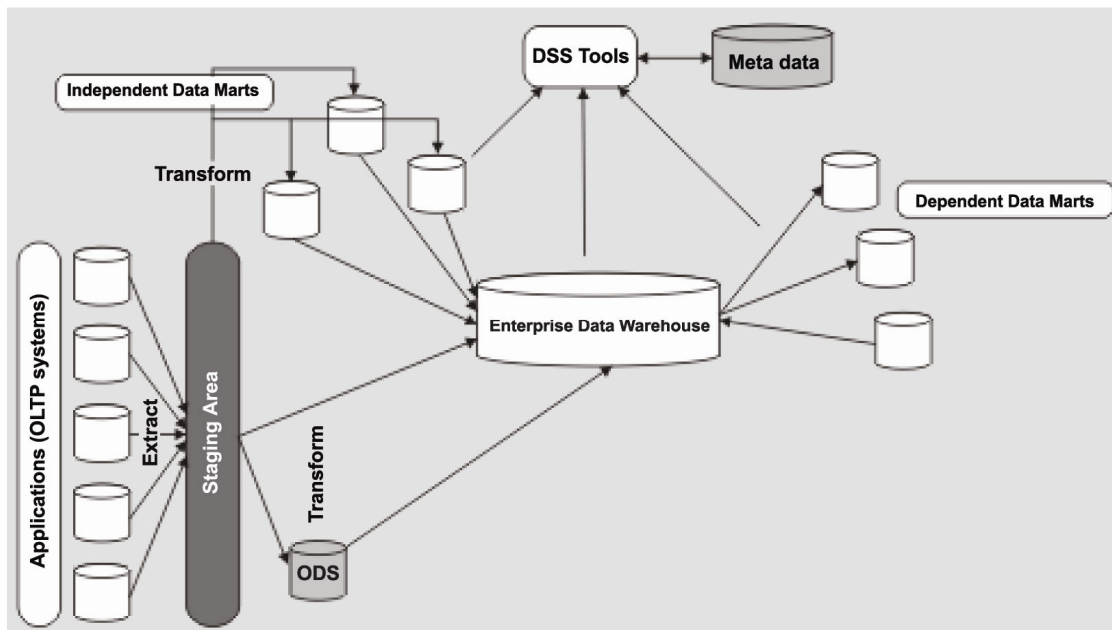 DSS Tools
Meta data
Independent Data Marts
Transform
Dependent Data Marts
Enterprise Data Warehouse
Applications (OLTP systems)
Extract
Staging Area
Transform
ODS